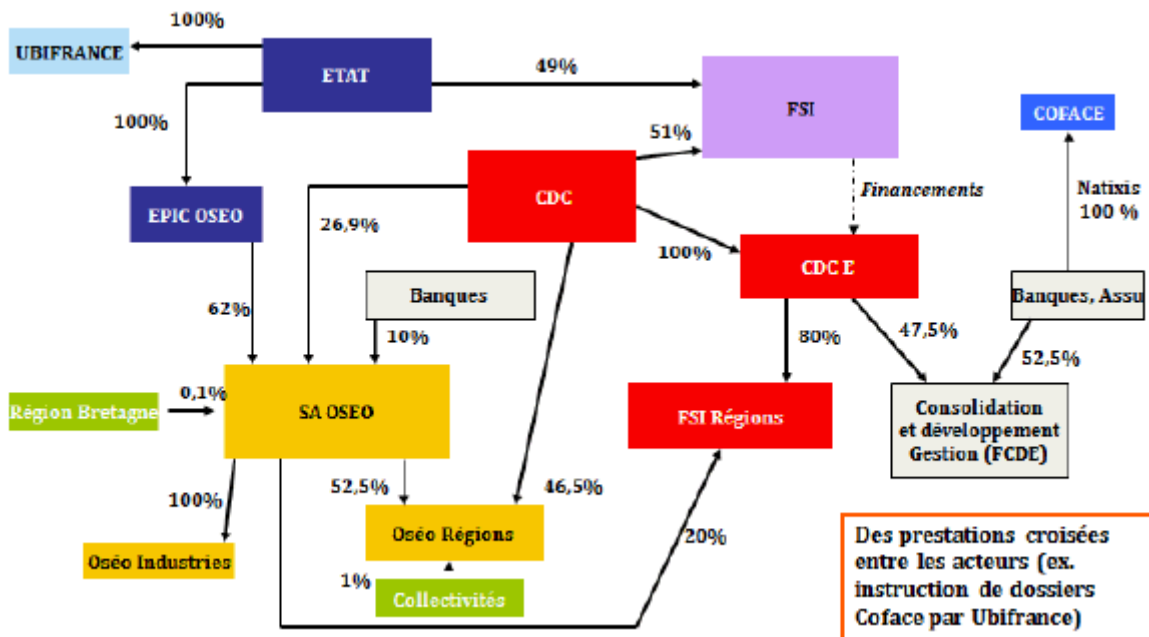 100%
UBIFRANCE
ETAT
49%
FSI
COFACE
100%
51%
CDC
Financements
Natixis
100 %
EPIC OSEO
26,9%
100%
CDC E
Banques
Banques, Assu
62%
10%
80%
47,5%
52,5%
0,1%
Région Bretagne
SA OSEO
FSI Régions
Consolidation
et développement
Gestion (FCDE)
100%
52,5%
46,5%
Oséo Industries
Oséo Régions
20%
1%
Collectivités
Des prestations croisées
entre les acteurs (ex.
instruction de dossiers
Coface par Ubifrance)